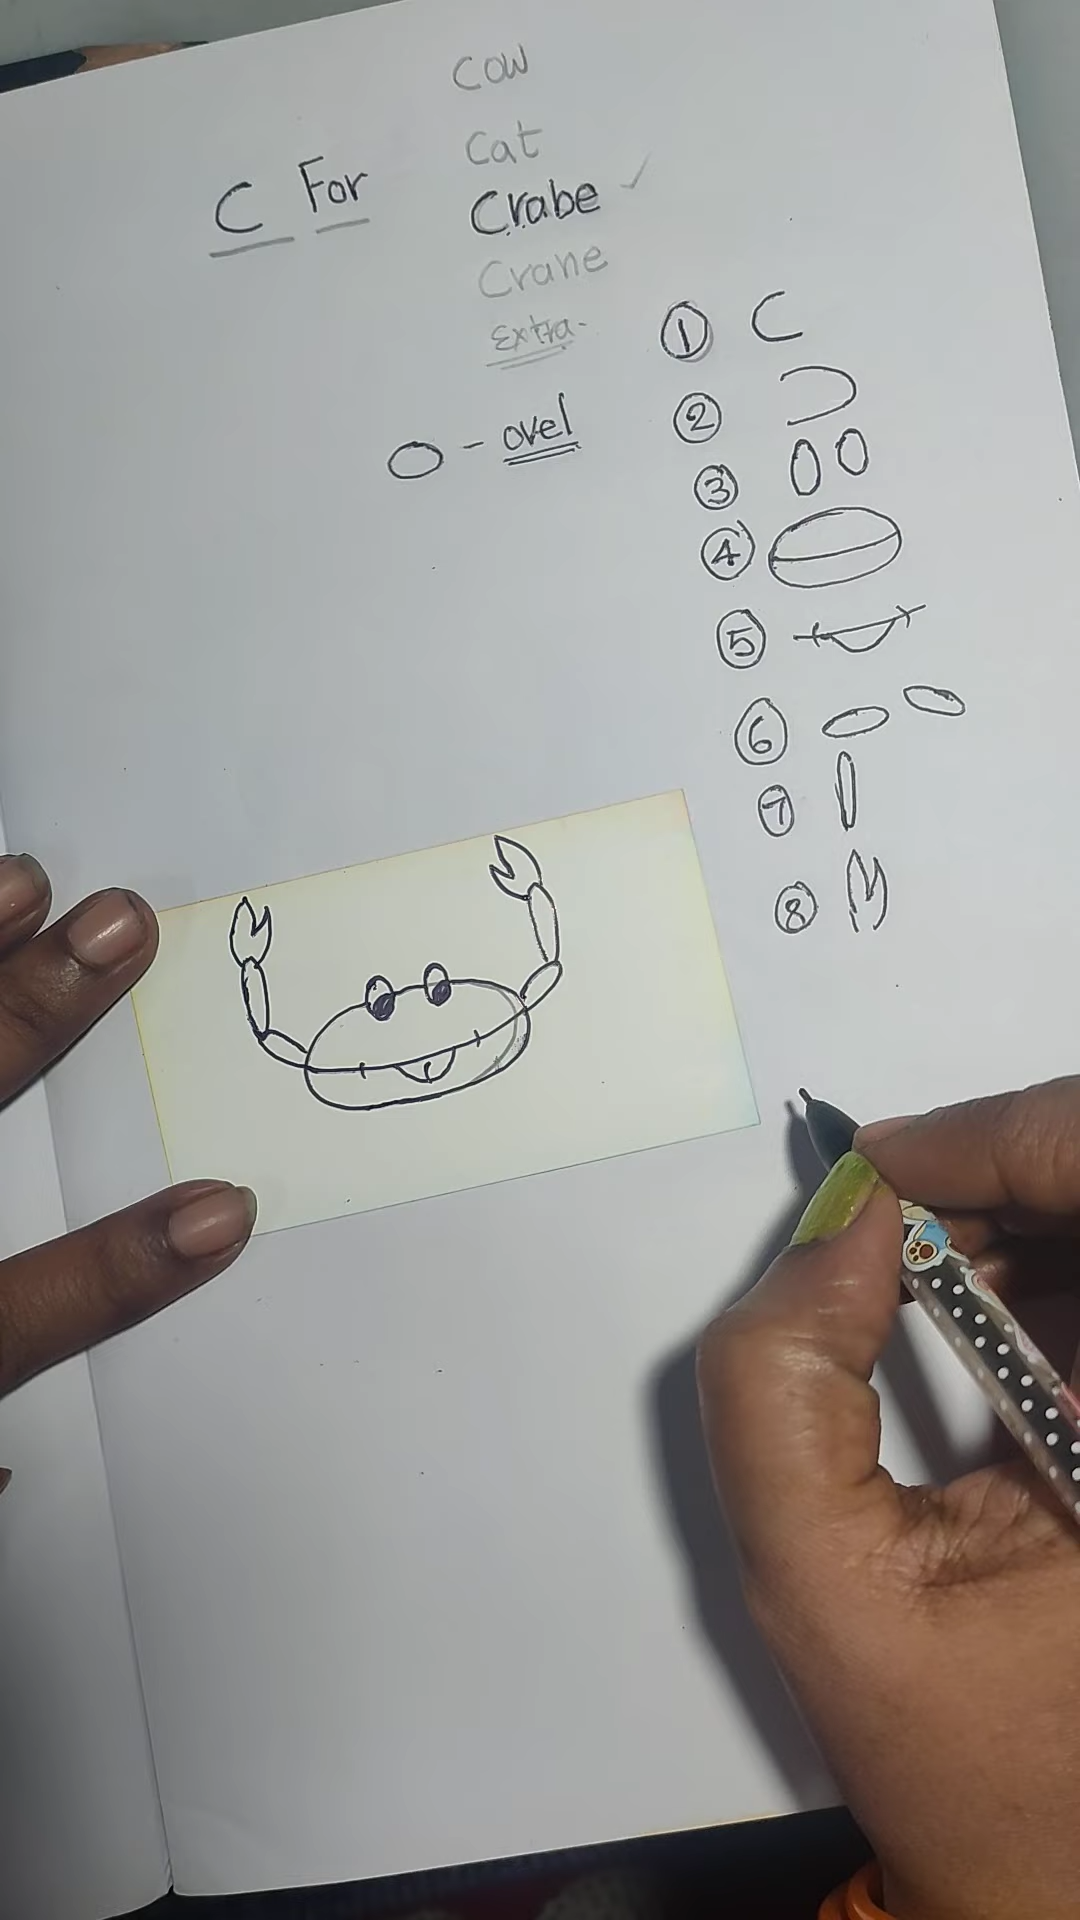 Cow
Cat
C For
Crabe
Crane
Extra.
① C
O - ovel
②
③
④
⑤
⑥
⑦
⑧